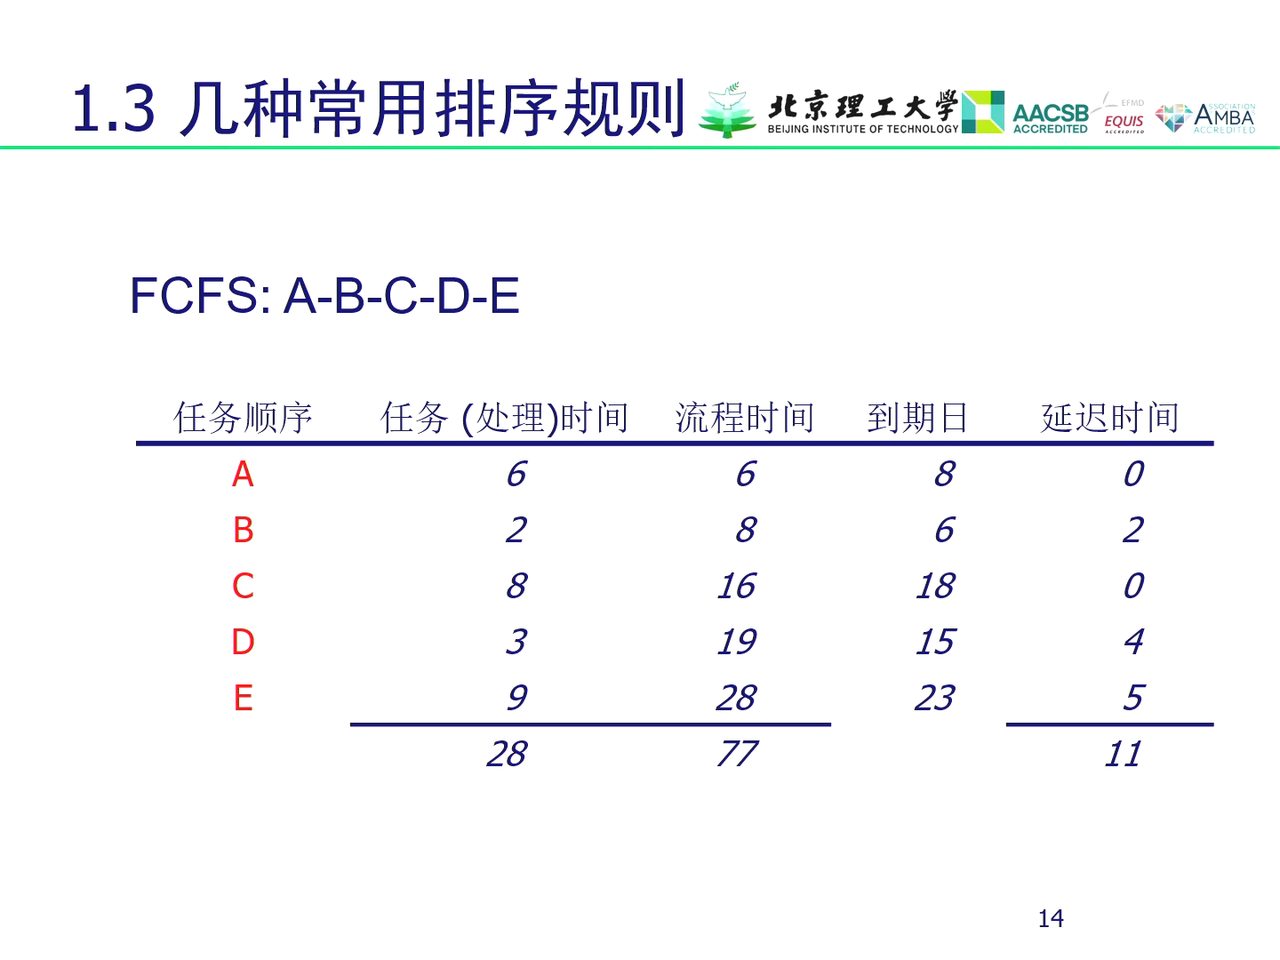 1.3 几种常用排序规则
北京理工大学
BEIJING INSTITUTE OF TECHNOLOGY
AACSB
ACCREDITED
EFMD
EQUIS
ACCREDITED
ASSOCIATION
AMBA
ACCREDITED
FCFS: A-B-C-D-E
任务顺序 任务 (处理)时间 流程时间 到期日 延迟时间
A 6 6 8 0
B 2 8 6 2
C 8 16 18 0
D 3 19 15 4
E 9 28 23 5
28 77 11
14